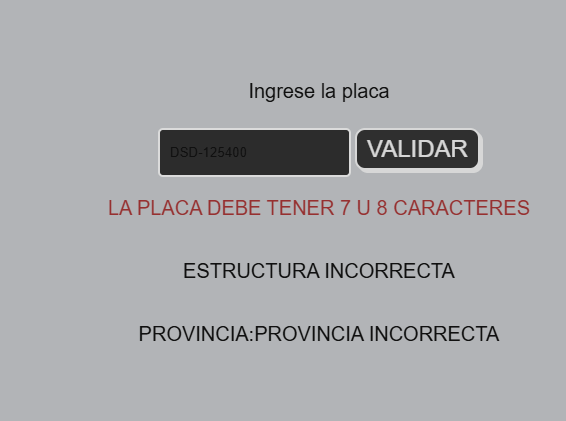 Ingrese la placa
DSD-125400 VALIDAR
LA PLACA DEBE TENER 7 U 8 CARACTERES
ESTRUCTURA INCORRECTA
PROVINCIA:PROVINCIA INCORRECTA